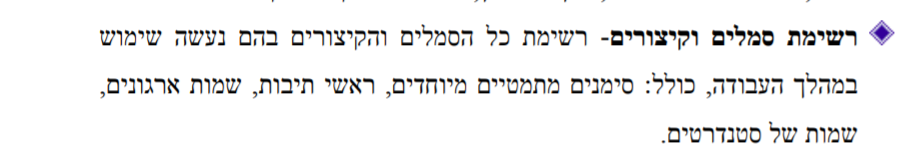 רשימת סמלים וקיצורים- רשימת כל הסמלים והקיצורים בהם נעשה שימוש
במהלך העבודה, כולל: סימנים מתמטיים מיוחדים, ראשי תיבות, שמות ארגונים,
שמות של סטנדרטים.